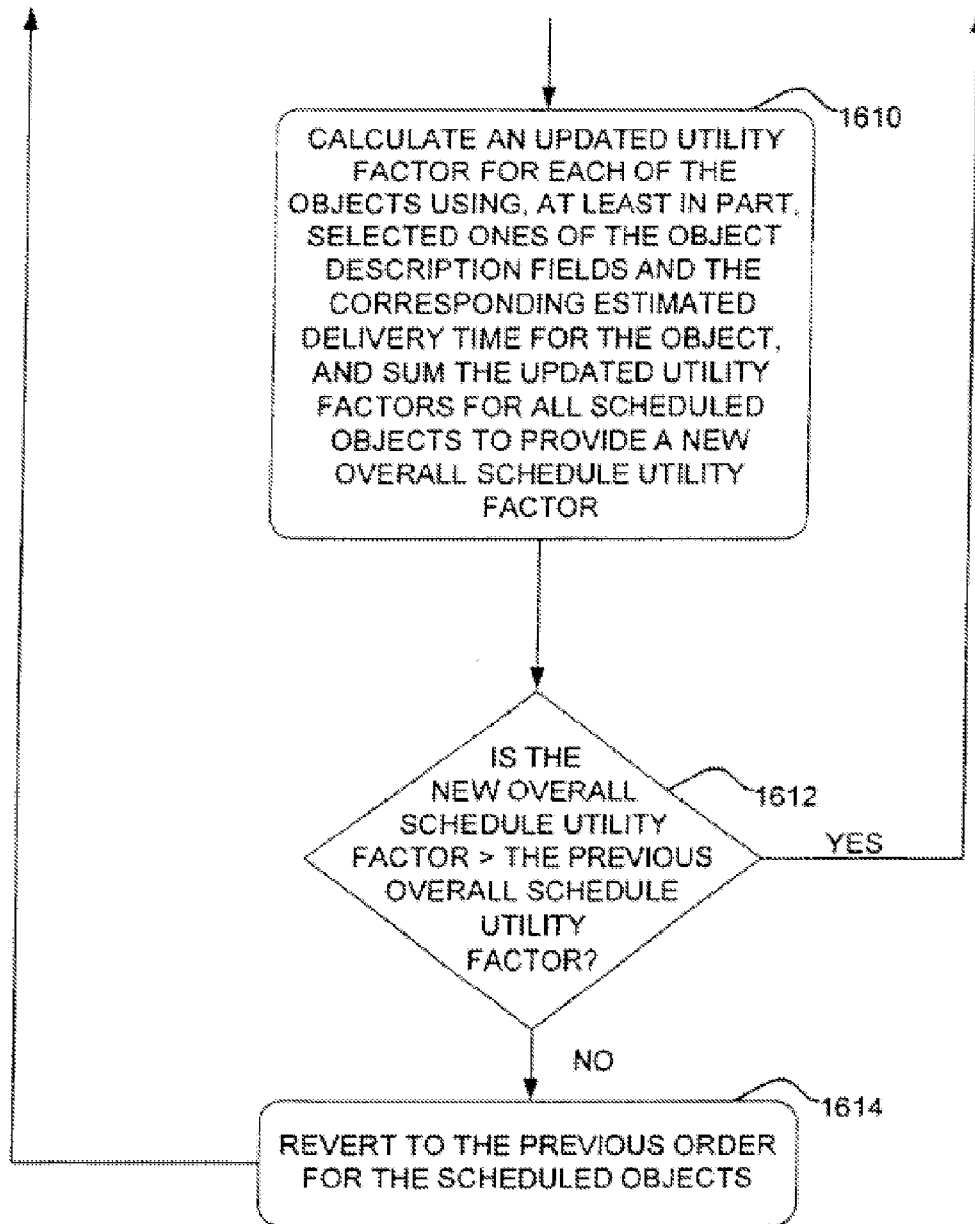 1610
CALCULATE AN UPDATED UTILITY
FACTOR FOR EACH OF THE
OBJECTS USING, AT LEAST IN PART,
SELECTED ONES OF THE OBJECT
DESCRIPTION FIELDS AND THE
CORRESPONDING ESTIMATED
DELIVERY TIME FOR THE OBJECT,
AND SUM THE UPDATED UTILITY
FACTORS FOR ALL SCHEDULED
OBJECTS TO PROVIDE A NEW
OVERALL SCHEDULE UTILITY
FACTOR
IS THE
NEW OVERALL
SCHEDULE UTILITY
FACTOR > THE PREVIOUS
OVERALL SCHEDULE
UTILITY
FACTOR?
1612
YES
NO
1614
REVERT TO THE PREVIOUS ORDER
FOR THE SCHEDULED OBJECTS